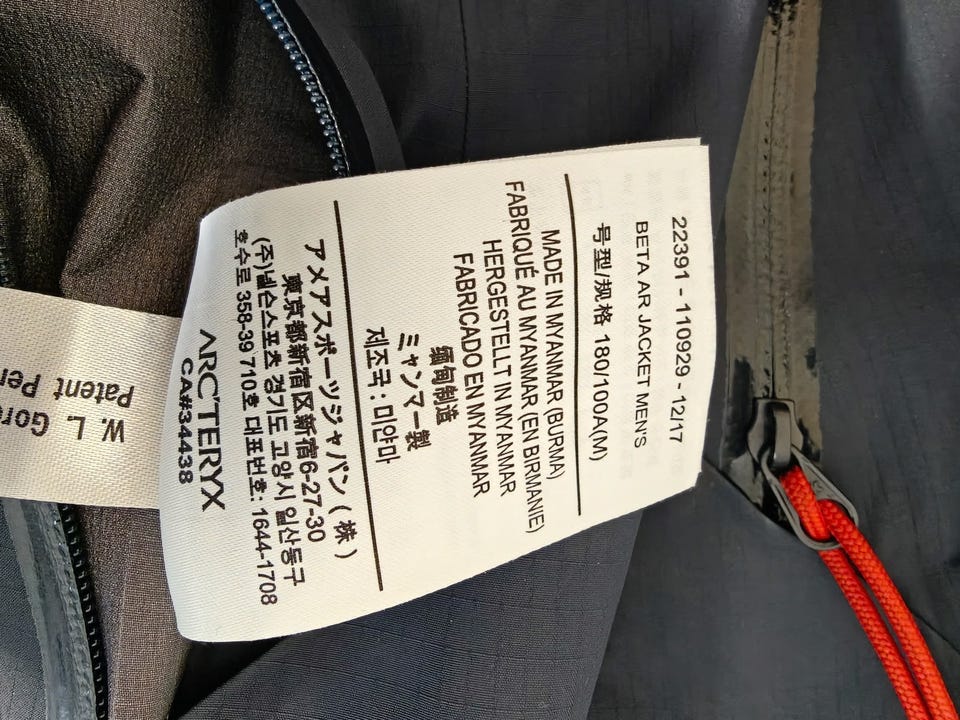 22391 - 110929 - 12/17
BETA AR JACKET MEN'S
号型/规格 180/100A(M)
MADE IN MYANMAR (BURMA)
FABRIQUÉ AU MYANMAR (EN BIRMANIE)
HERGESTELLT IN MYANMAR
FABRICADO EN MYANMAR
缅甸制造
ミャンマー製
제조국 : 미얀마
アメアスポーツジャパン ( 株 )
東京都新宿区新宿6-27-30
(주)넬슨스포츠 경기도 고양시 일산동구
호수로 358-39 710호 대표번호: 1644-1708
ARC'TERYX
CA#34438
W. L. Gore
Patent Pen